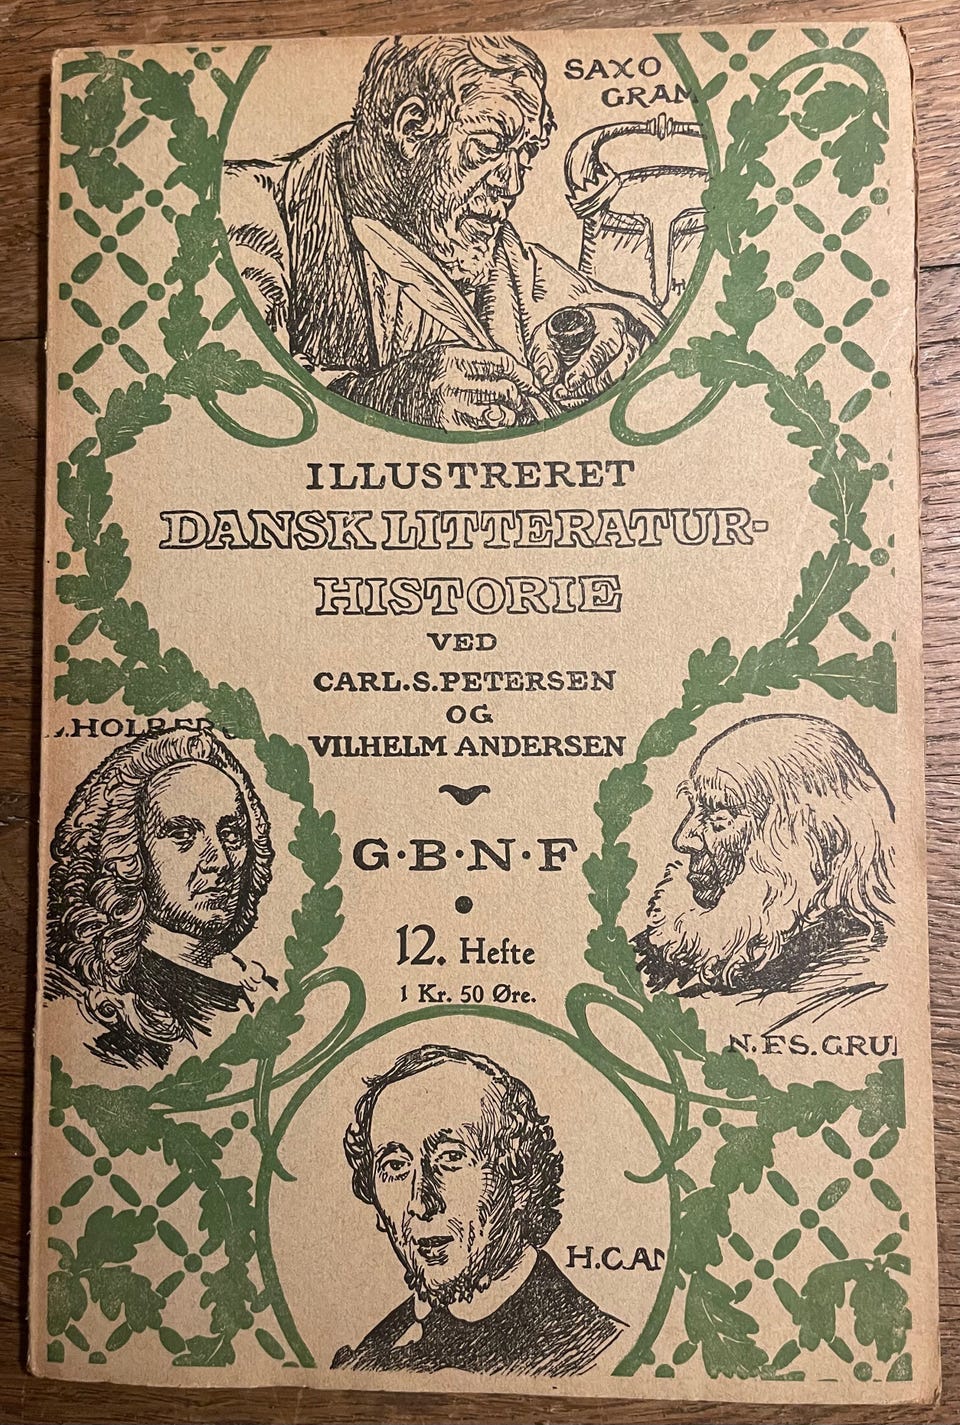 SAXO
GRAM
ILLUSTRERET
DANSK LITTERATUR-
HISTORIE
VED
CARL.S.PETERSEN
OG
VILHELM ANDERSEN
L.HOLBERG
G·B·N·F
12. Hefte
1 Kr. 50 Øre.
N.F.S.GRU
H.C.AN